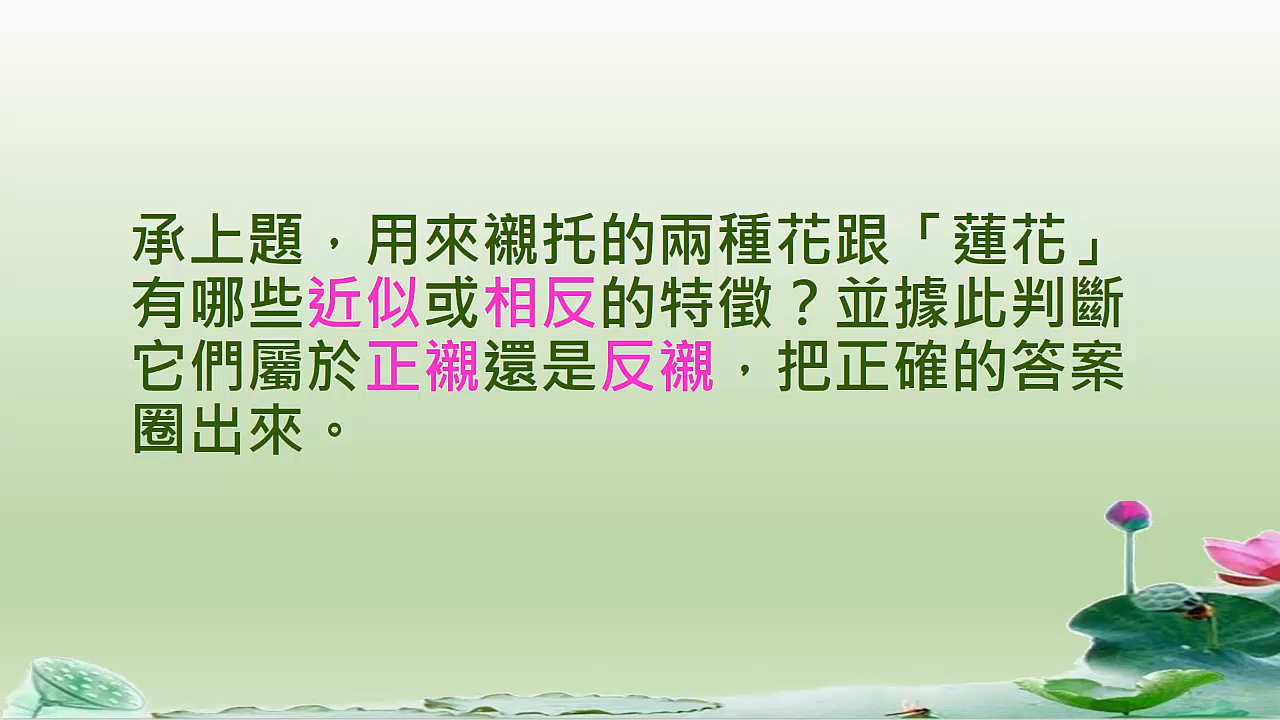 承上題，用來襯托的兩種花跟「蓮花」
有哪些近似或相反的特徵？並據此判斷
它們屬於正襯還是反襯，把正確的答案
圈出來。